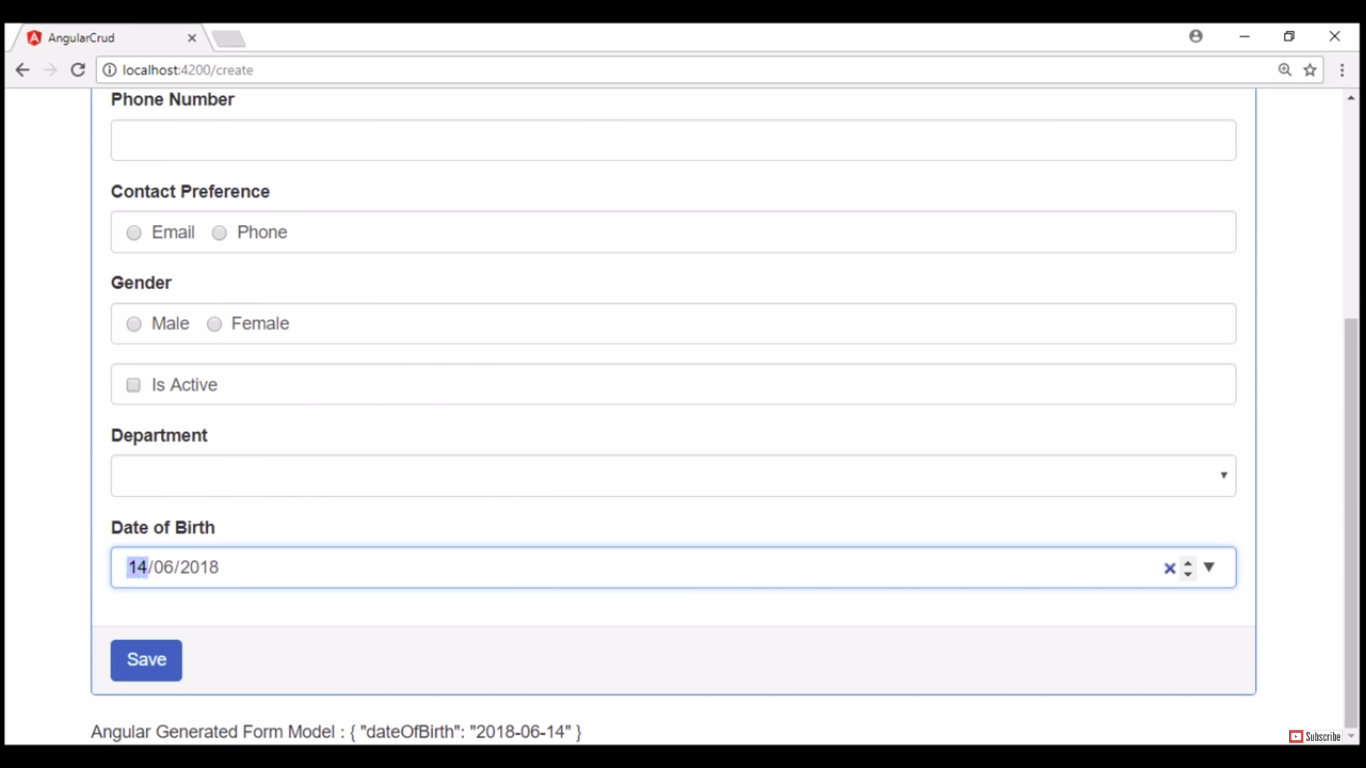 AngularCrud
localhost:4200/create
Phone Number
Contact Preference
Email Phone
Gender
Male Female
Is Active
Department
Date of Birth
14/06/2018
Save
Angular Generated Form Model : { "dateOfBirth": "2018-06-14" }
Subscribe